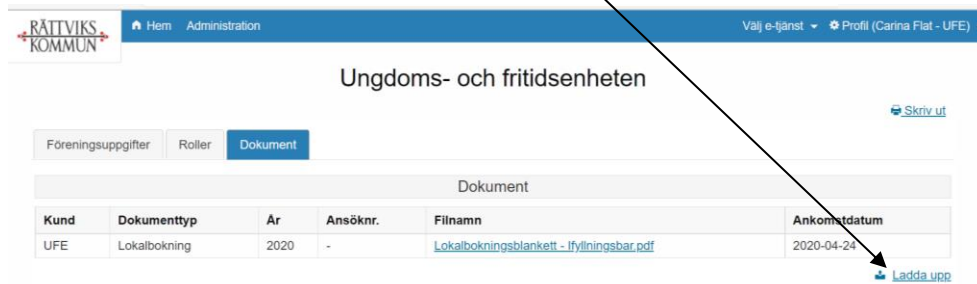 RÄTTVIKS
KOMMUN
Hem Administration Välj e-tjänst Profil (Carina Flat - UFE)
Ungdoms- och fritidsenheten
Skriv ut
Föreningsuppgifter Roller Dokument
Dokument
Kund Dokumenttyp År Ansöknr. Filnamn Ankomstdatum
UFE Lokalbokning 2020 - Lokalbokningsblankett - Ifyllningsbar.pdf 2020-04-24
Ladda upp